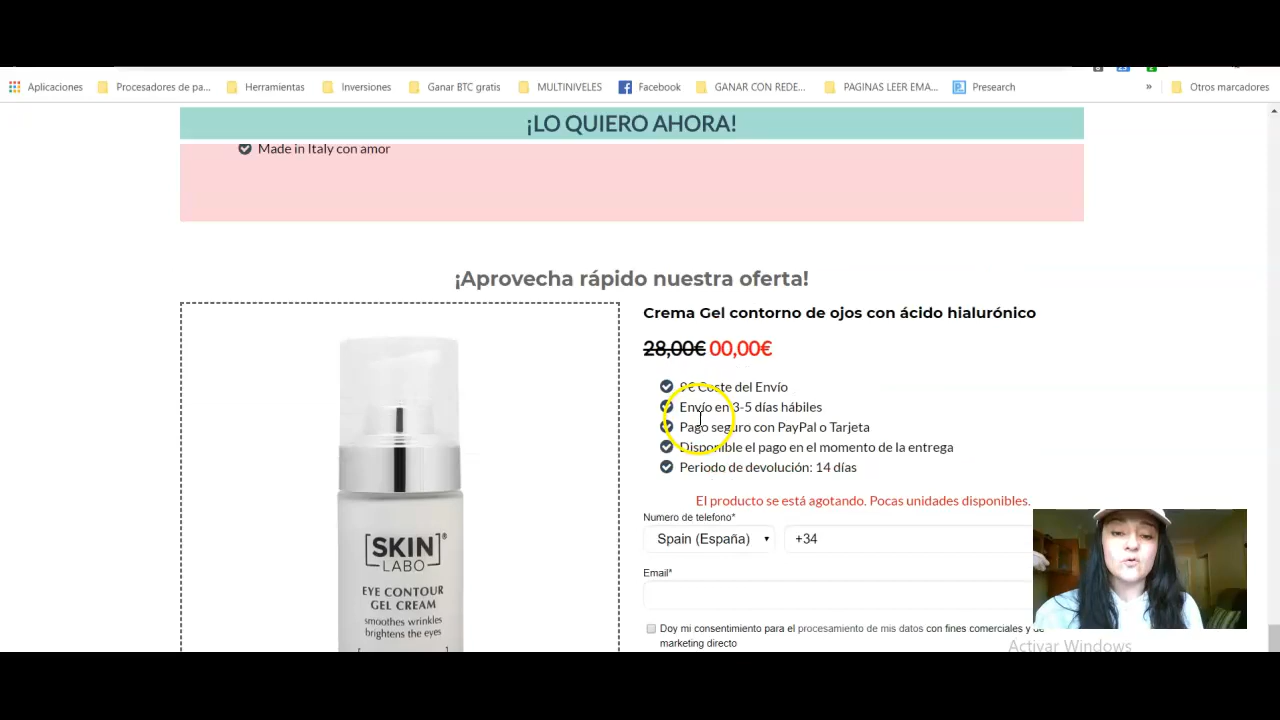 Aplicaciones
Procesadores de pa...
Herramientas
Inversiones
Ganar BTC gratis
MULTINIVELES
Facebook
GANAR CON REDE...
PAGINAS LEER EMA...
Presearch
»
Otros marcadores
¡LO QUIERO AHORA!
Made in Italy con amor
¡Aprovecha rápido nuestra oferta!
Crema Gel contorno de ojos con ácido hialurónico
28,00€ 00,00€
9€ Coste del Envío
Envío en 3-5 días hábiles
Pago seguro con PayPal o Tarjeta
Disponible el pago en el momento de la entrega
Periodo de devolución: 14 días
El producto se está agotando. Pocas unidades disponibles.
Numero de telefono*
Spain (España)
+34
Email*
Doy mi consentimiento para el procesamiento de mis datos con fines comerciales y de
marketing directo
Activar Windows
[SKIN]®
LABO
EYE CONTOUR
GEL CREAM
smoothes wrinkles
brightens the eyes